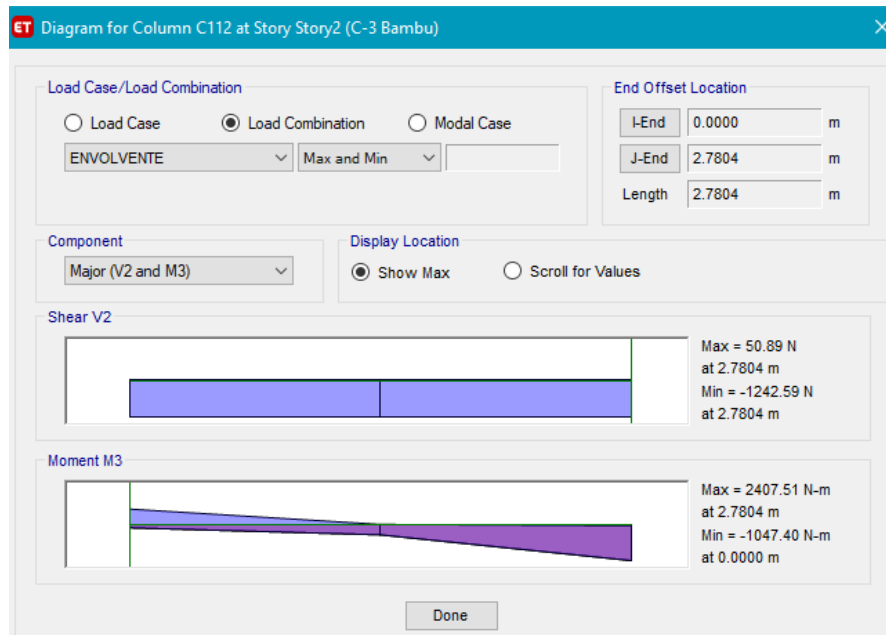 ET Diagram for Column C112 at Story Story2 (C-3 Bambu)
Load Case/Load Combination
Load Case Load Combination Modal Case
ENVOLVENTE Max and Min
End Offset Location
I-End 0.0000 m
J-End 2.7804 m
Length 2.7804 m
Component
Major (V2 and M3)
Display Location
Show Max Scroll for Values
Shear V2
Max = 50.89 N
at 2.7804 m
Min = -1242.59 N
at 2.7804 m
Moment M3
Max = 2407.51 N-m
at 2.7804 m
Min = -1047.40 N-m
at 0.0000 m
Done